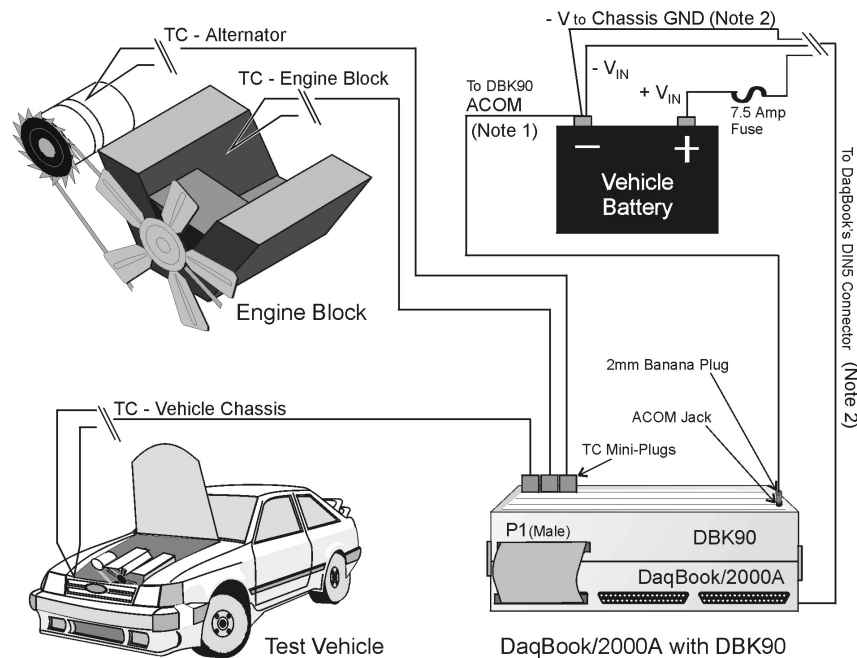 TC - Alternator
TC - Engine Block
Engine Block
- V to Chassis GND (Note 2)
- VIN
+ VIN
7.5 Amp
Fuse
To DBK90
ACOM
(Note 1)
− +
Vehicle
Battery
To DaqBook's DIN5 Connector (Note 2)
TC - Vehicle Chassis
2mm Banana Plug
ACOM Jack
TC Mini-Plugs
P1(Male)
DBK90
DaqBook/2000A
Test Vehicle
DaqBook/2000A with DBK90